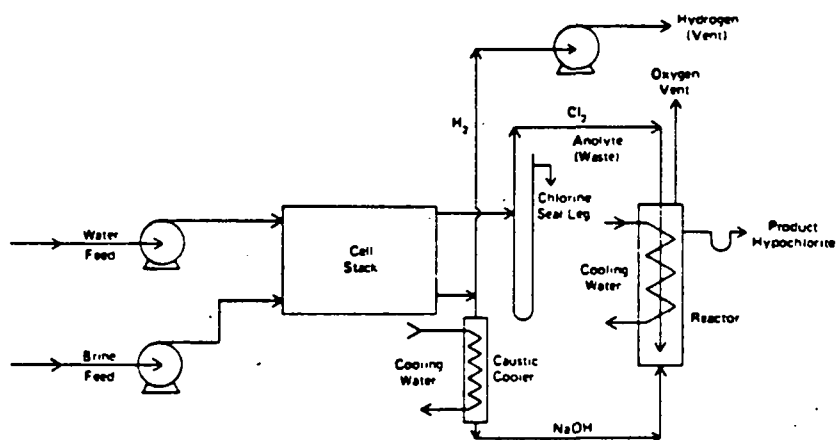 Hydrogen
(Vent)
Oxygen
Vent
H2
Cl2
Anolyte
(Waste)
Chlorine
Seal Leg
Water
Feed
Cell
Stack
Cooling
Water
Product
Hypochlorite
Reactor
Brine
Feed
Cooling
Water
Caustic
Cooler
NaOH